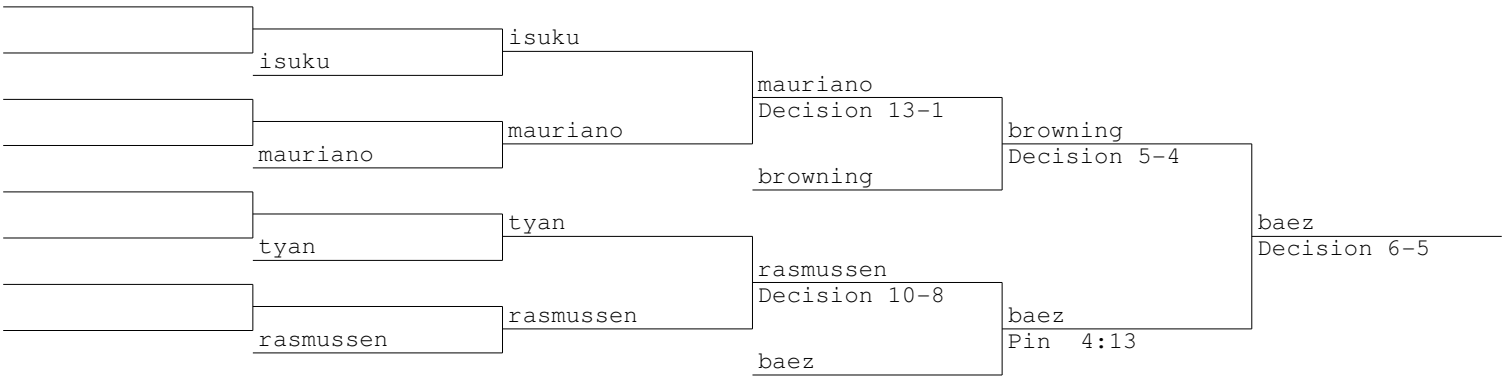 isuku
isuku
mauriano
Decision 13-1
mauriano
mauriano
browning
Decision 5-4
browning
tyan
tyan
baez
Decision 6-5
rasmussen
Decision 10-8
rasmussen
rasmussen
baez
Pin  4:13
baez